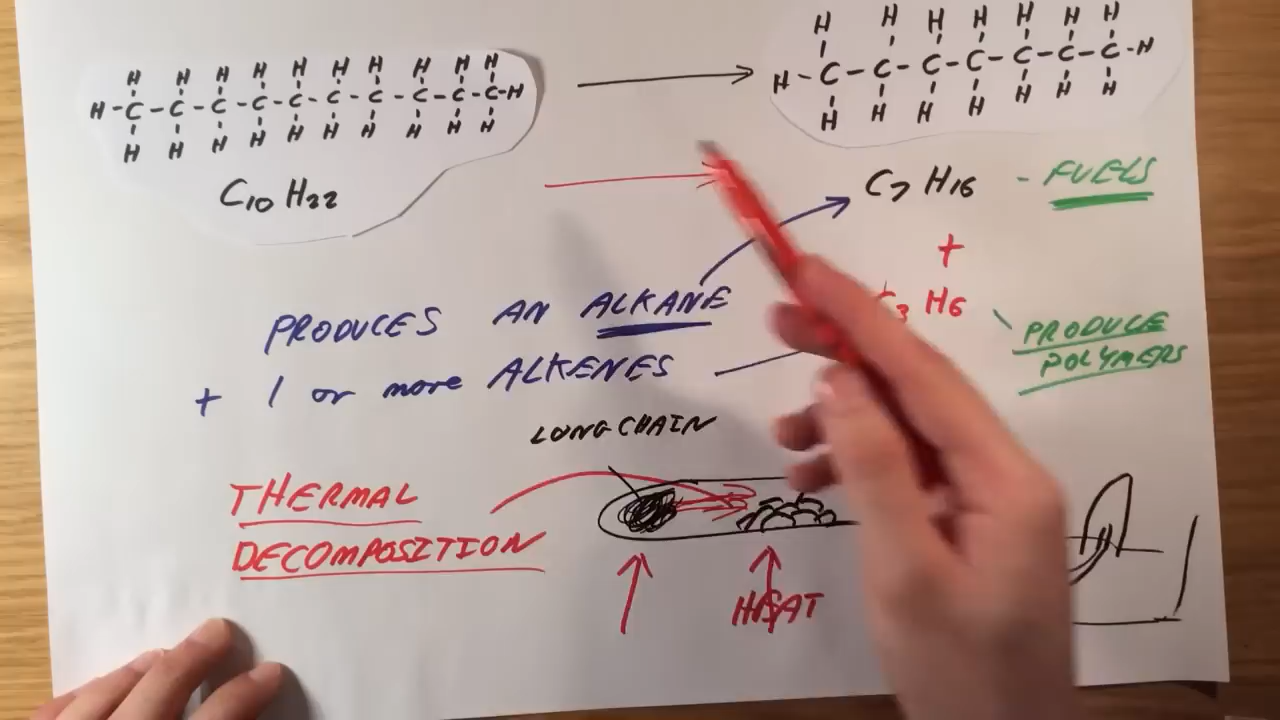 H H H H H H H H H H
H-C-C-C-C-C-C-C-C-C-C-H
H H H H H H H H H H
C10 H22
H H H H H H H
H-C-C-C-C-C-C-C-H
H H H H H H H
C7 H16 - FUELS
+
C3 H6
PRODUCE
POLYMERS
PRODUCES AN ALKANE
+ 1 or more ALKENES
LONG CHAIN
THERMAL
DECOMPOSITION
HEAT